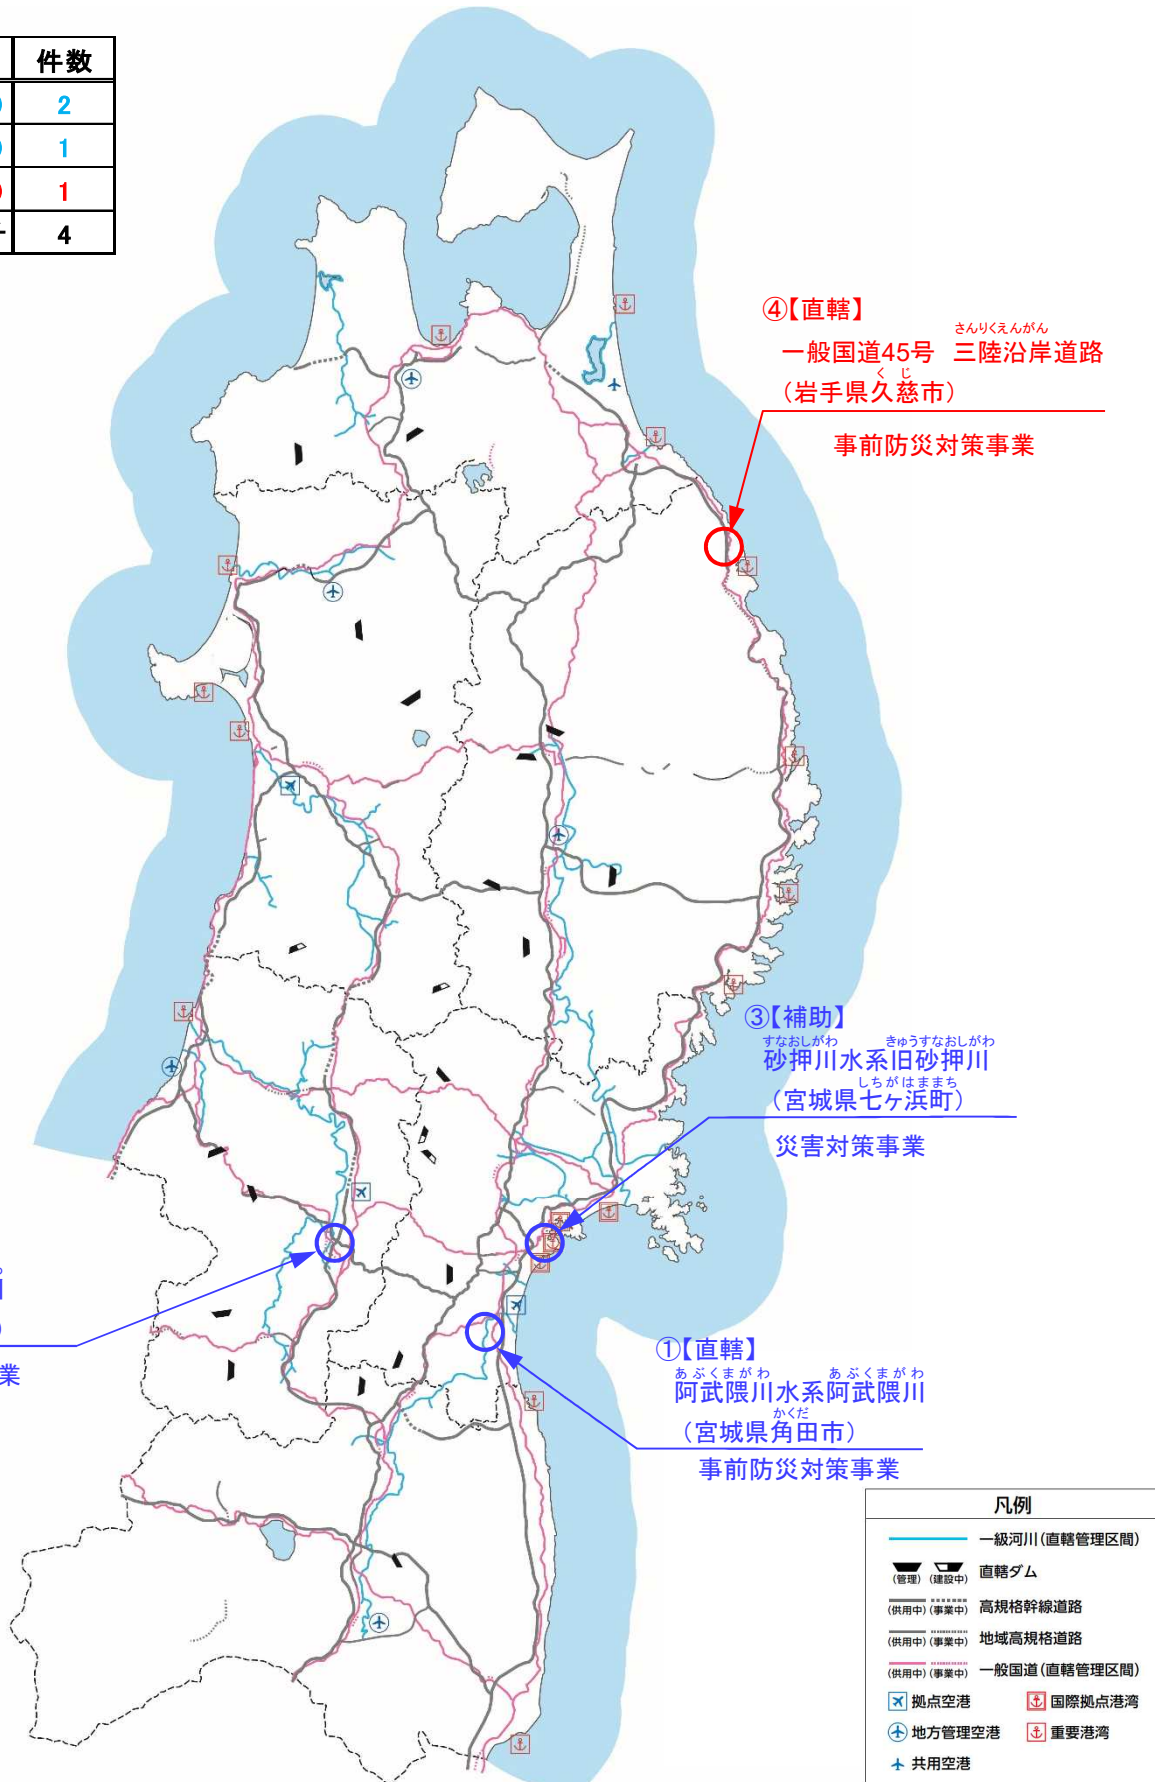 件数
2
1
1
4
④【直轄】
さんりくえんがん
一般国道45号 三陸沿岸道路
くじ
(岩手県久慈市)
事前防災対策事業
③【補助】
すなおしがわ きゅうすなおしがわ
砂押川水系旧砂押川
しちがはままち
(宮城県七ヶ浜町)
災害対策事業
業
①【直轄】
あぶくまがわ あぶくまがわ
阿武隈川水系阿武隈川
かくだ
(宮城県角田市)
事前防災対策事業
凡例
一級河川(直轄管理区間)
(管理) (建設中) 直轄ダム
(供用中) (事業中) 高規格幹線道路
(供用中) (事業中) 地域高規格道路
(供用中) (事業中) 一般国道(直轄管理区間)
拠点空港 国際拠点港湾
地方管理空港 重要港湾
共用空港